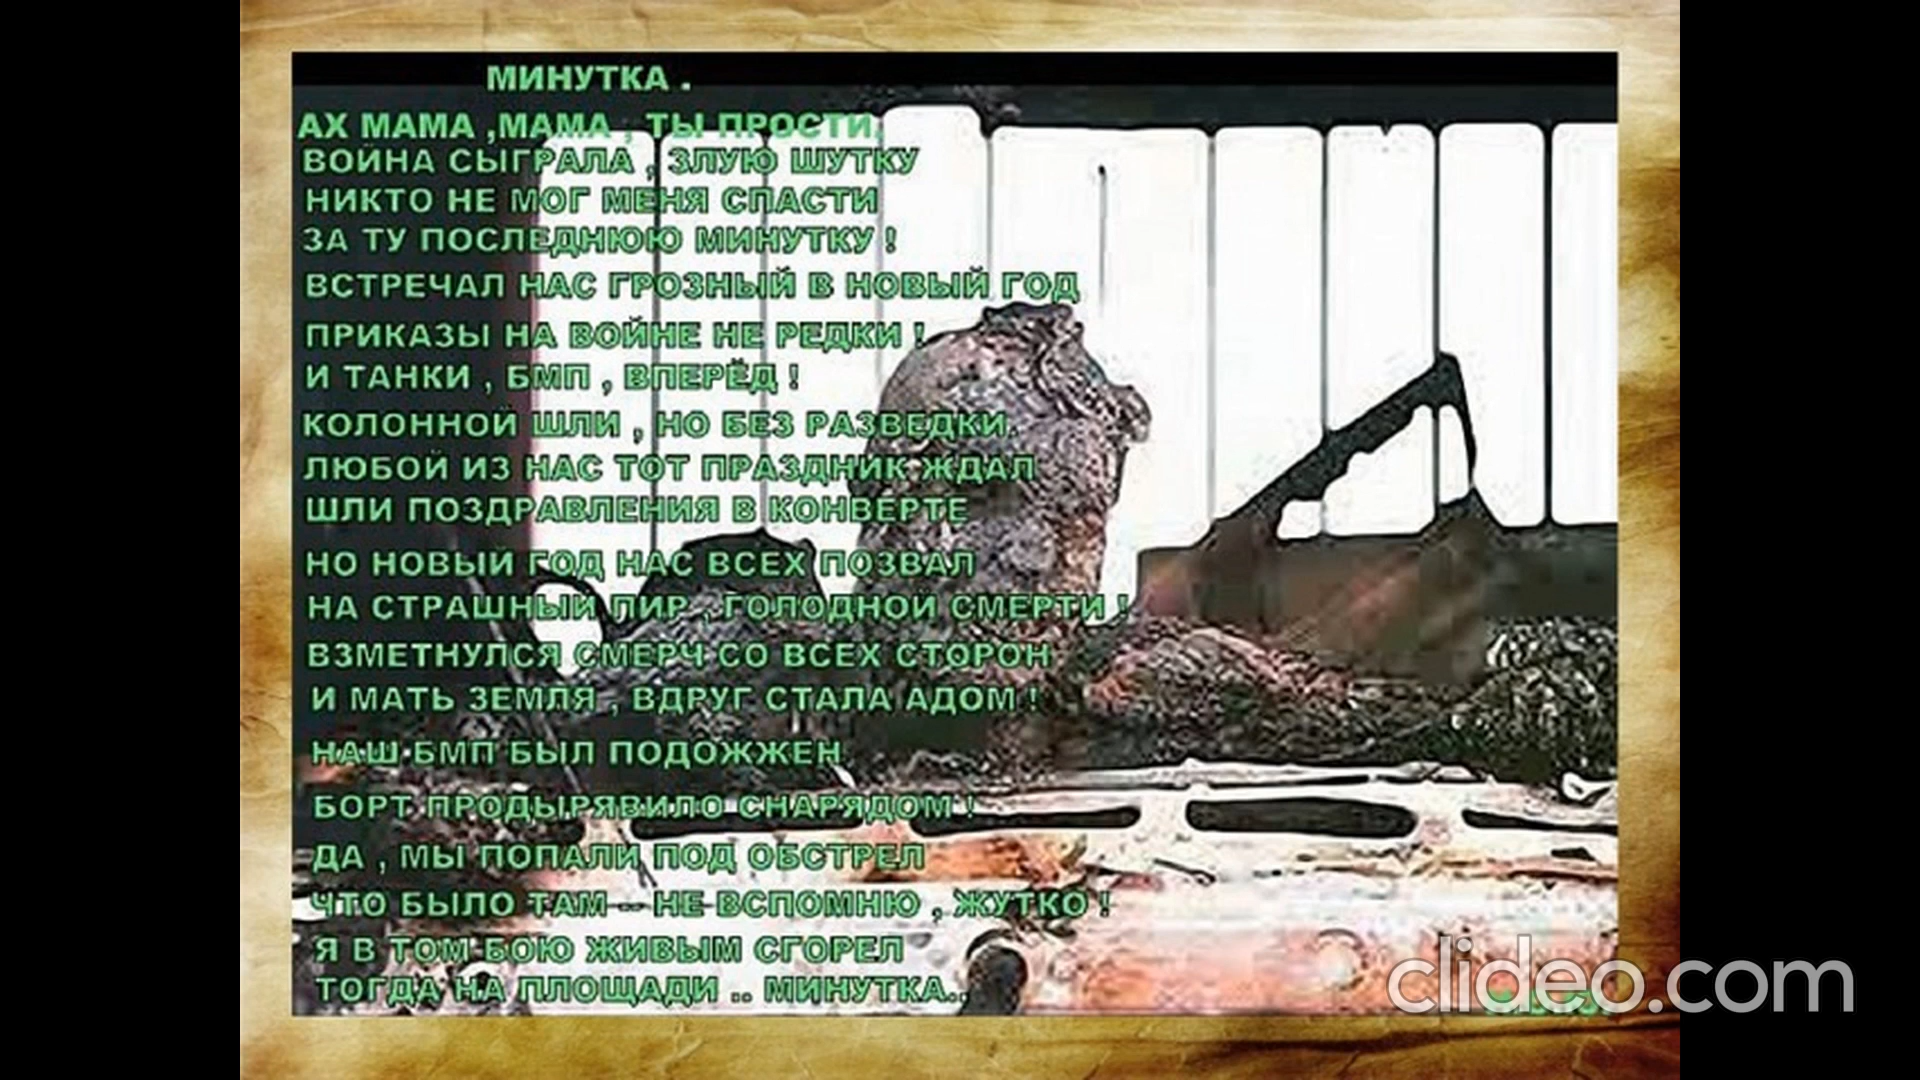 МИНУТКА .
АХ МАМА ,МАМА , ТЫ ПРОСТИ,
ВОЙНА СЫГРАЛА , ЗЛУЮ ШУТКУ
НИКТО НЕ МОГ МЕНЯ СПАСТИ
ЗА ТУ ПОСЛЕДНЮЮ МИНУТКУ !
ВСТРЕЧАЛ НАС ГРОЗНЫЙ В НОВЫЙ ГОД
ПРИКАЗЫ НА ВОЙНЕ НЕ РЕДКИ !
И ТАНКИ , БМП , ВПЕРЁД !
КОЛОННОЙ ШЛИ , НО БЕЗ РАЗВЕДКИ.
ЛЮБОЙ ИЗ НАС ТОТ ПРАЗДНИК ЖДАЛ
ШЛИ ПОЗДРАВЛЕНИЯ В КОНВЕРТЕ
НО НОВЫЙ ГОД НАС ВСЕХ ПОЗВАЛ
НА СТРАШНЫЙ ПИР , ГОЛОДНОЙ СМЕРТИ !
ВЗМЕТНУЛСЯ СМЕРЧ СО ВСЕХ СТОРОН
И МАТЬ ЗЕМЛЯ , ВДРУГ СТАЛА АДОМ !
НАШ БМП БЫЛ ПОДОЖЖЕН
БОРТ ПРОДЫРЯВИЛО СНАРЯДОМ !
ДА , МЫ ПОПАЛИ ПОД ОБСТРЕЛ
ЧТО БЫЛО ТАМ -- НЕ ВСПОМНЮ , ЖУТКО !
Я В ТОМ БОЮ ЖИВЫМ СГОРЕЛ
ТОГДА НА ПЛОЩАДИ .. МИНУТКА..
clideo.com